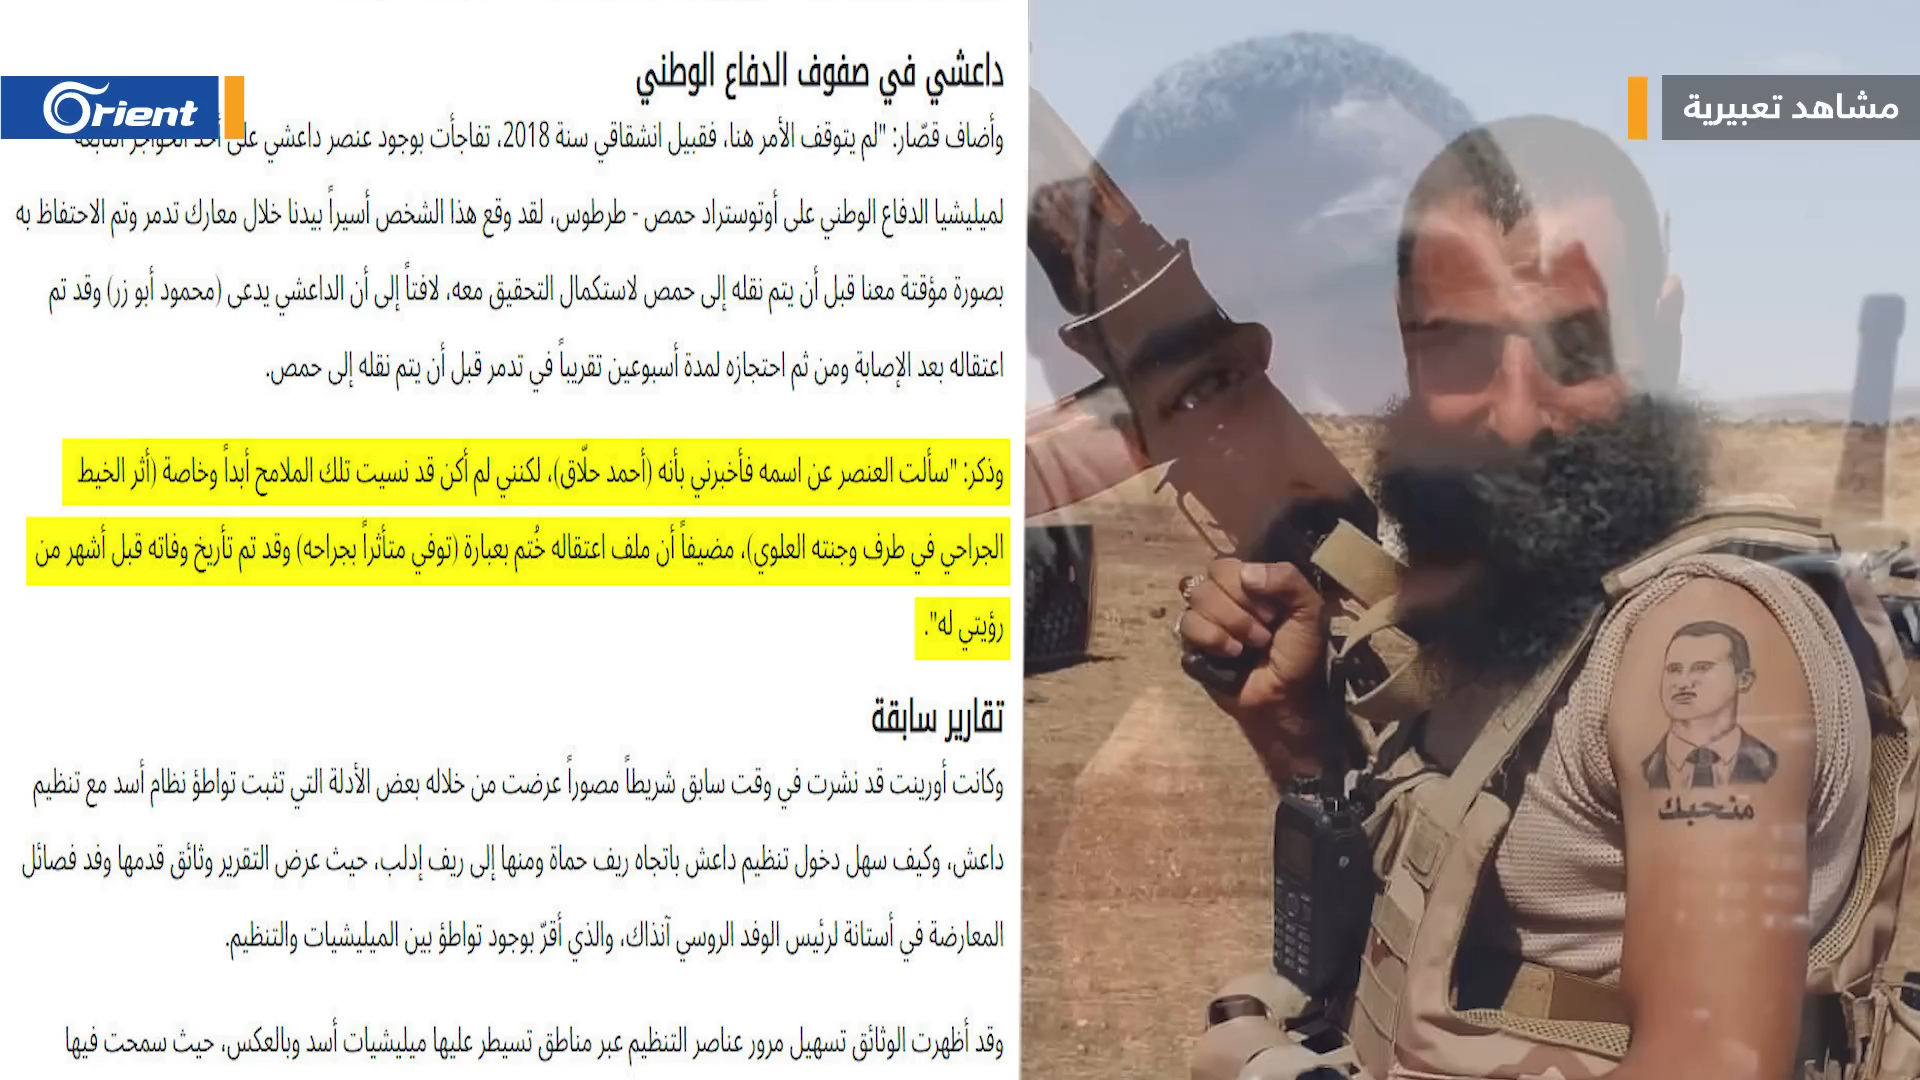 داعشي في صفوف الدفاع الوطني
Orient
مشاهد تعبيرية
وأضاف قصّار: "لم يتوقف الأمر هنا، فقبيل انشقاقي سنة 2018، تفاجأت بوجود عنصر داعشي على أحد الحواجز التابعة
لميليشيا الدفاع الوطني على أوتوستراد حمص - طرطوس، لقد وقع هذا الشخص أسيراً بيدنا خلال معارك تدمر وتم الاحتفاظ به
بصورة مؤقتة معنا قبل أن يتم نقله إلى حمص لاستكمال التحقيق معه، لافتاً إلى أن الداعشي يدعى (محمود أبو زر) وقد تم
اعتقاله بعد الإصابة ومن ثم احتجازه لمدة أسبوعين تقريباً في تدمر قبل أن يتم نقله إلى حمص.
وذكر: "سألت العنصر عن اسمه فأخبرني بأنه (أحمد حلّاق)، لكنني لم أكن قد نسيت تلك الملامح أبداً وخاصة (أثر الخيط
الجراحي في طرف وجنته العلوي)، مضيفاً أن ملف اعتقاله خُتم بعبارة (توفي متأثراً بجراحه) وقد تم تأريخ وفاته قبل أشهر من
رؤيتي له".
تقارير سابقة
وكانت أورينت قد نشرت في وقت سابق شريطاً مصوراً عرضت من خلاله بعض الأدلة التي تثبت تواطؤ نظام أسد مع تنظيم
داعش، وكيف سهل دخول تنظيم داعش باتجاه ريف حماة ومنها إلى ريف إدلب، حيث عرض التقرير وثائق قدمها وفد فصائل
المعارضة في أستانة لرئيس الوفد الروسي آنذاك، والذي أقرّ بوجود تواطؤ بين الميليشيات والتنظيم.
وقد أظهرت الوثائق تسهيل مرور عناصر التنظيم عبر مناطق تسيطر عليها ميليشيات أسد وبالعكس، حيث سمحت فيها
منحبك